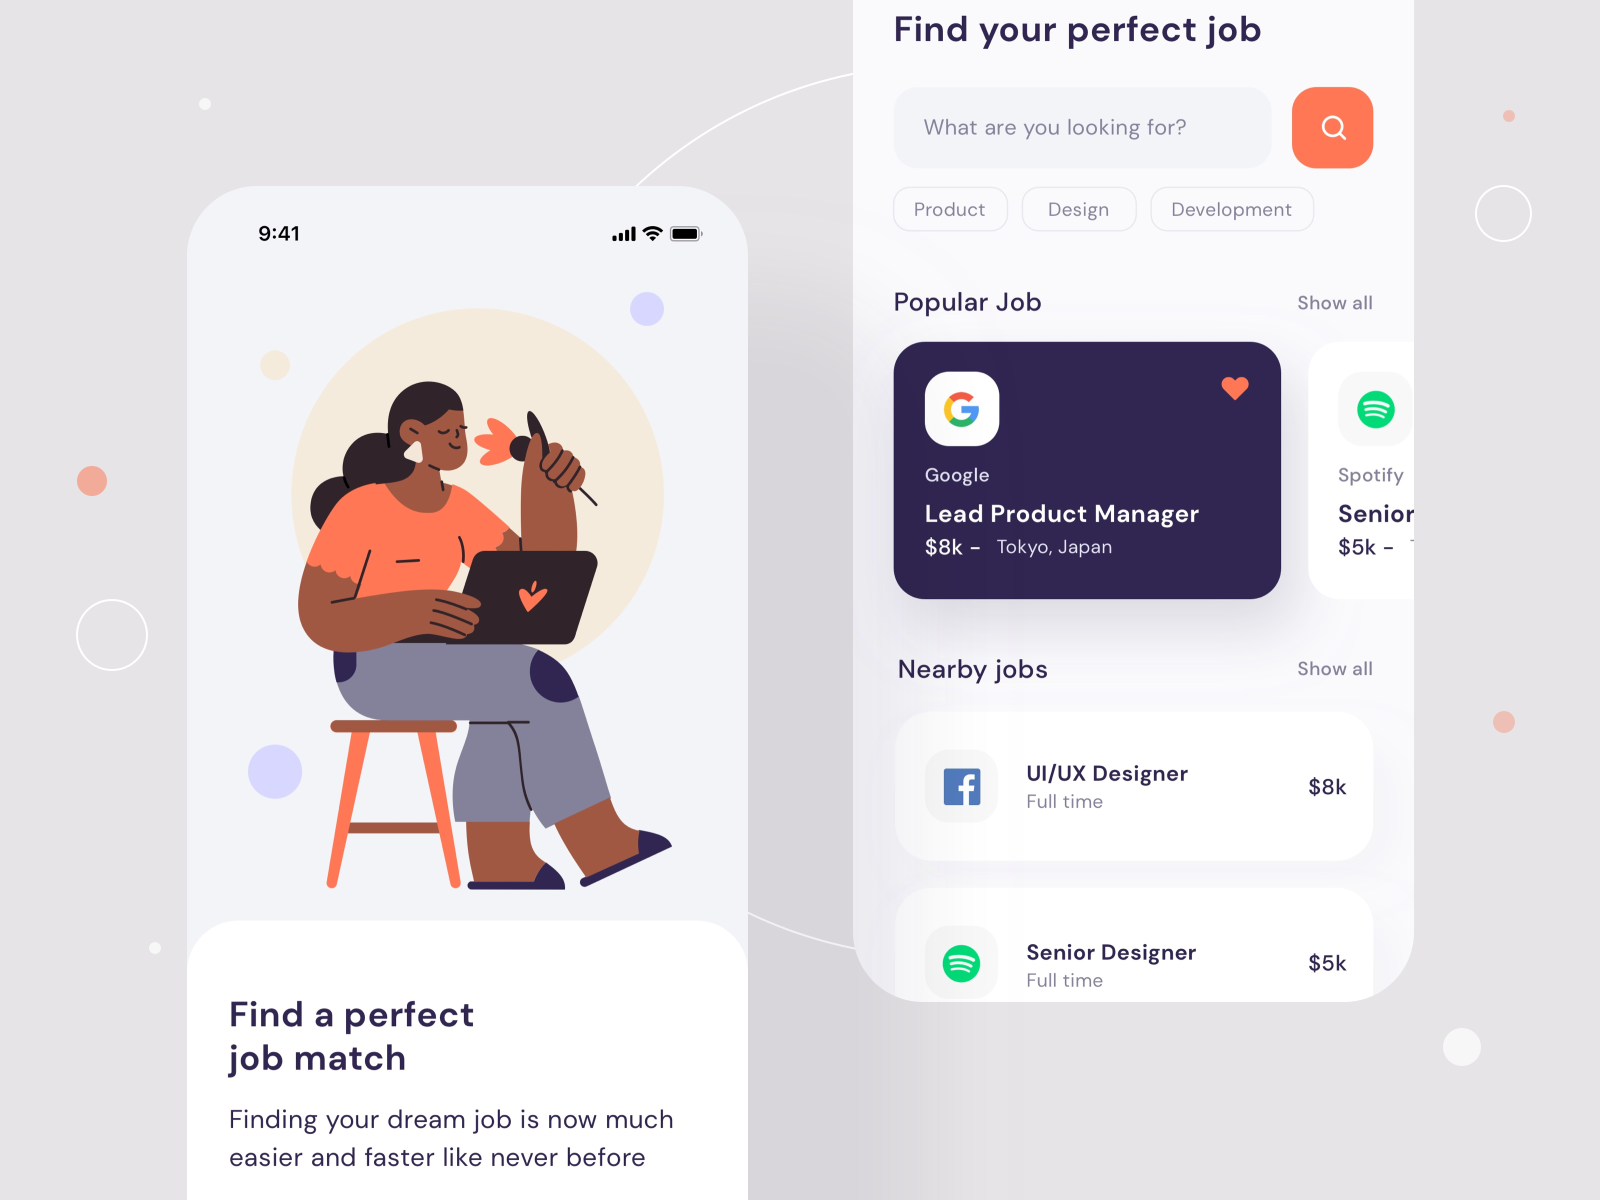 9:41
Find a perfect
job match
Finding your dream job is now much
easier and faster like never before
Find your perfect job
What are you looking for?
Product
Design
Development
Popular Job
Show all
Google
Lead Product Manager
$8k - Tokyo, Japan
Spotify
Senior
$5k -
Nearby jobs
Show all
UI/UX Designer
Full time
$8k
Senior Designer
Full time
$5k